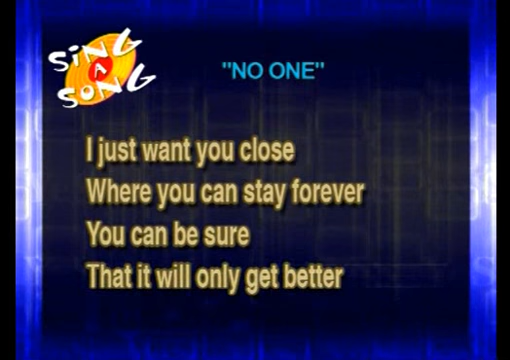 SING
A
SONG
"NO ONE"
I just want you close
Where you can stay forever
You can be sure
That it will only get better